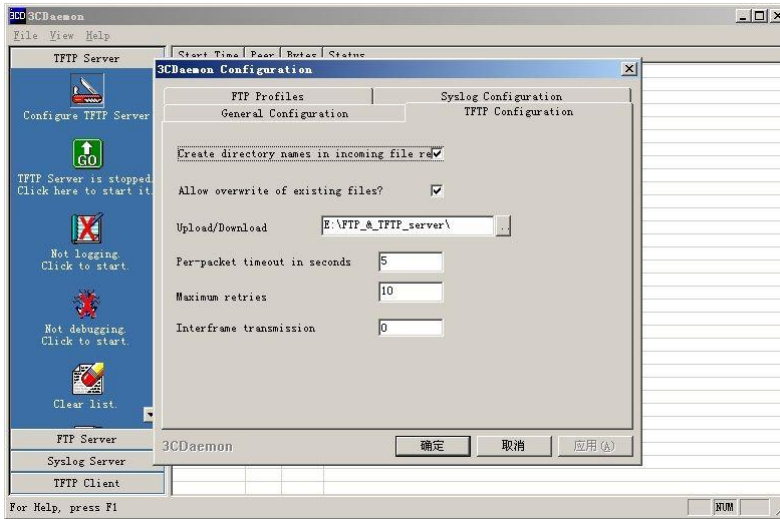 3CD 3CDaemon
File View Help
TFTP Server
Start Time Peer Bytes Status
3CDaemon Configuration
FTP Profiles
Syslog Configuration
General Configuration
TFTP Configuration
Configure TFTP Server
GO
TFTP Server is stopped.
Click here to start it.
Not logging.
Click to start.
Not debugging.
Click to start.
Clear list.
Create directory names in incoming file re
Allow overwrite of existing files?
Upload/Download
E:\FTP_&_TFTP_server\
..
Per-packet timeout in seconds
5
Maximum retries
10
Interframe transmission
0
3CDaemon
确定
取消
应用(A)
FTP Server
Syslog Server
TFTP Client
For Help, press F1
NUM